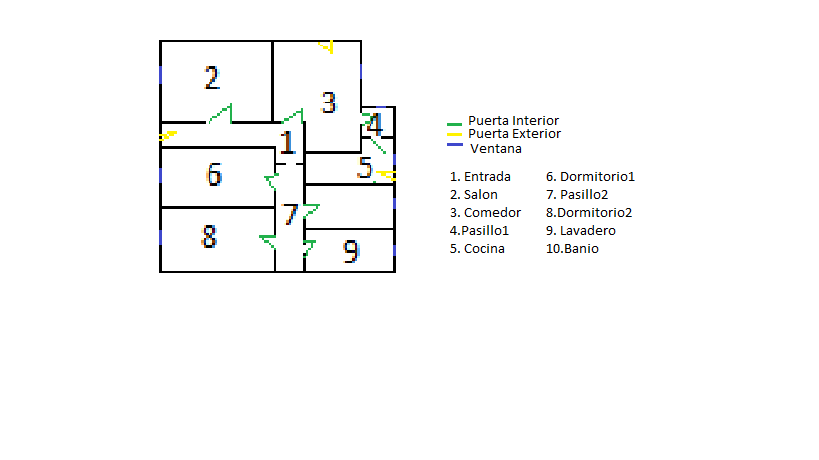 2
3
4
1
5
6
7
8
9
Puerta Interior
Puerta Exterior
Ventana
1. Entrada
2. Salon
3. Comedor
4.Pasillo1
5. Cocina
6. Dormitorio1
7. Pasillo2
8.Dormitorio2
9. Lavadero
10.Banio